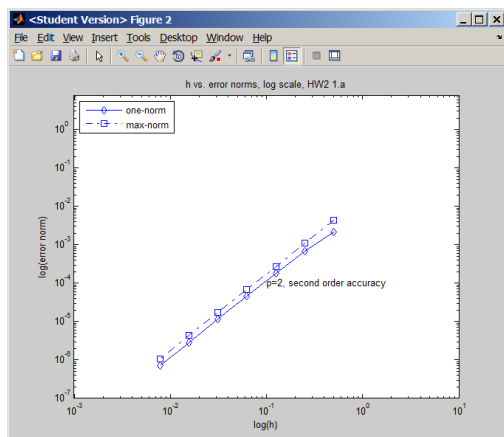 <Student Version> Figure 2
File Edit View Insert Tools Desktop Window Help
h vs. error norms, log scale, HW2 1.a
one-norm
max-norm
10^0
10^-1
10^-2
10^-3
10^-4
10^-5
10^-6
10^-7
log(error norm)
p=2, second order accuracy
10^-3 10^-2 10^-1 10^0 10^1
log(h)